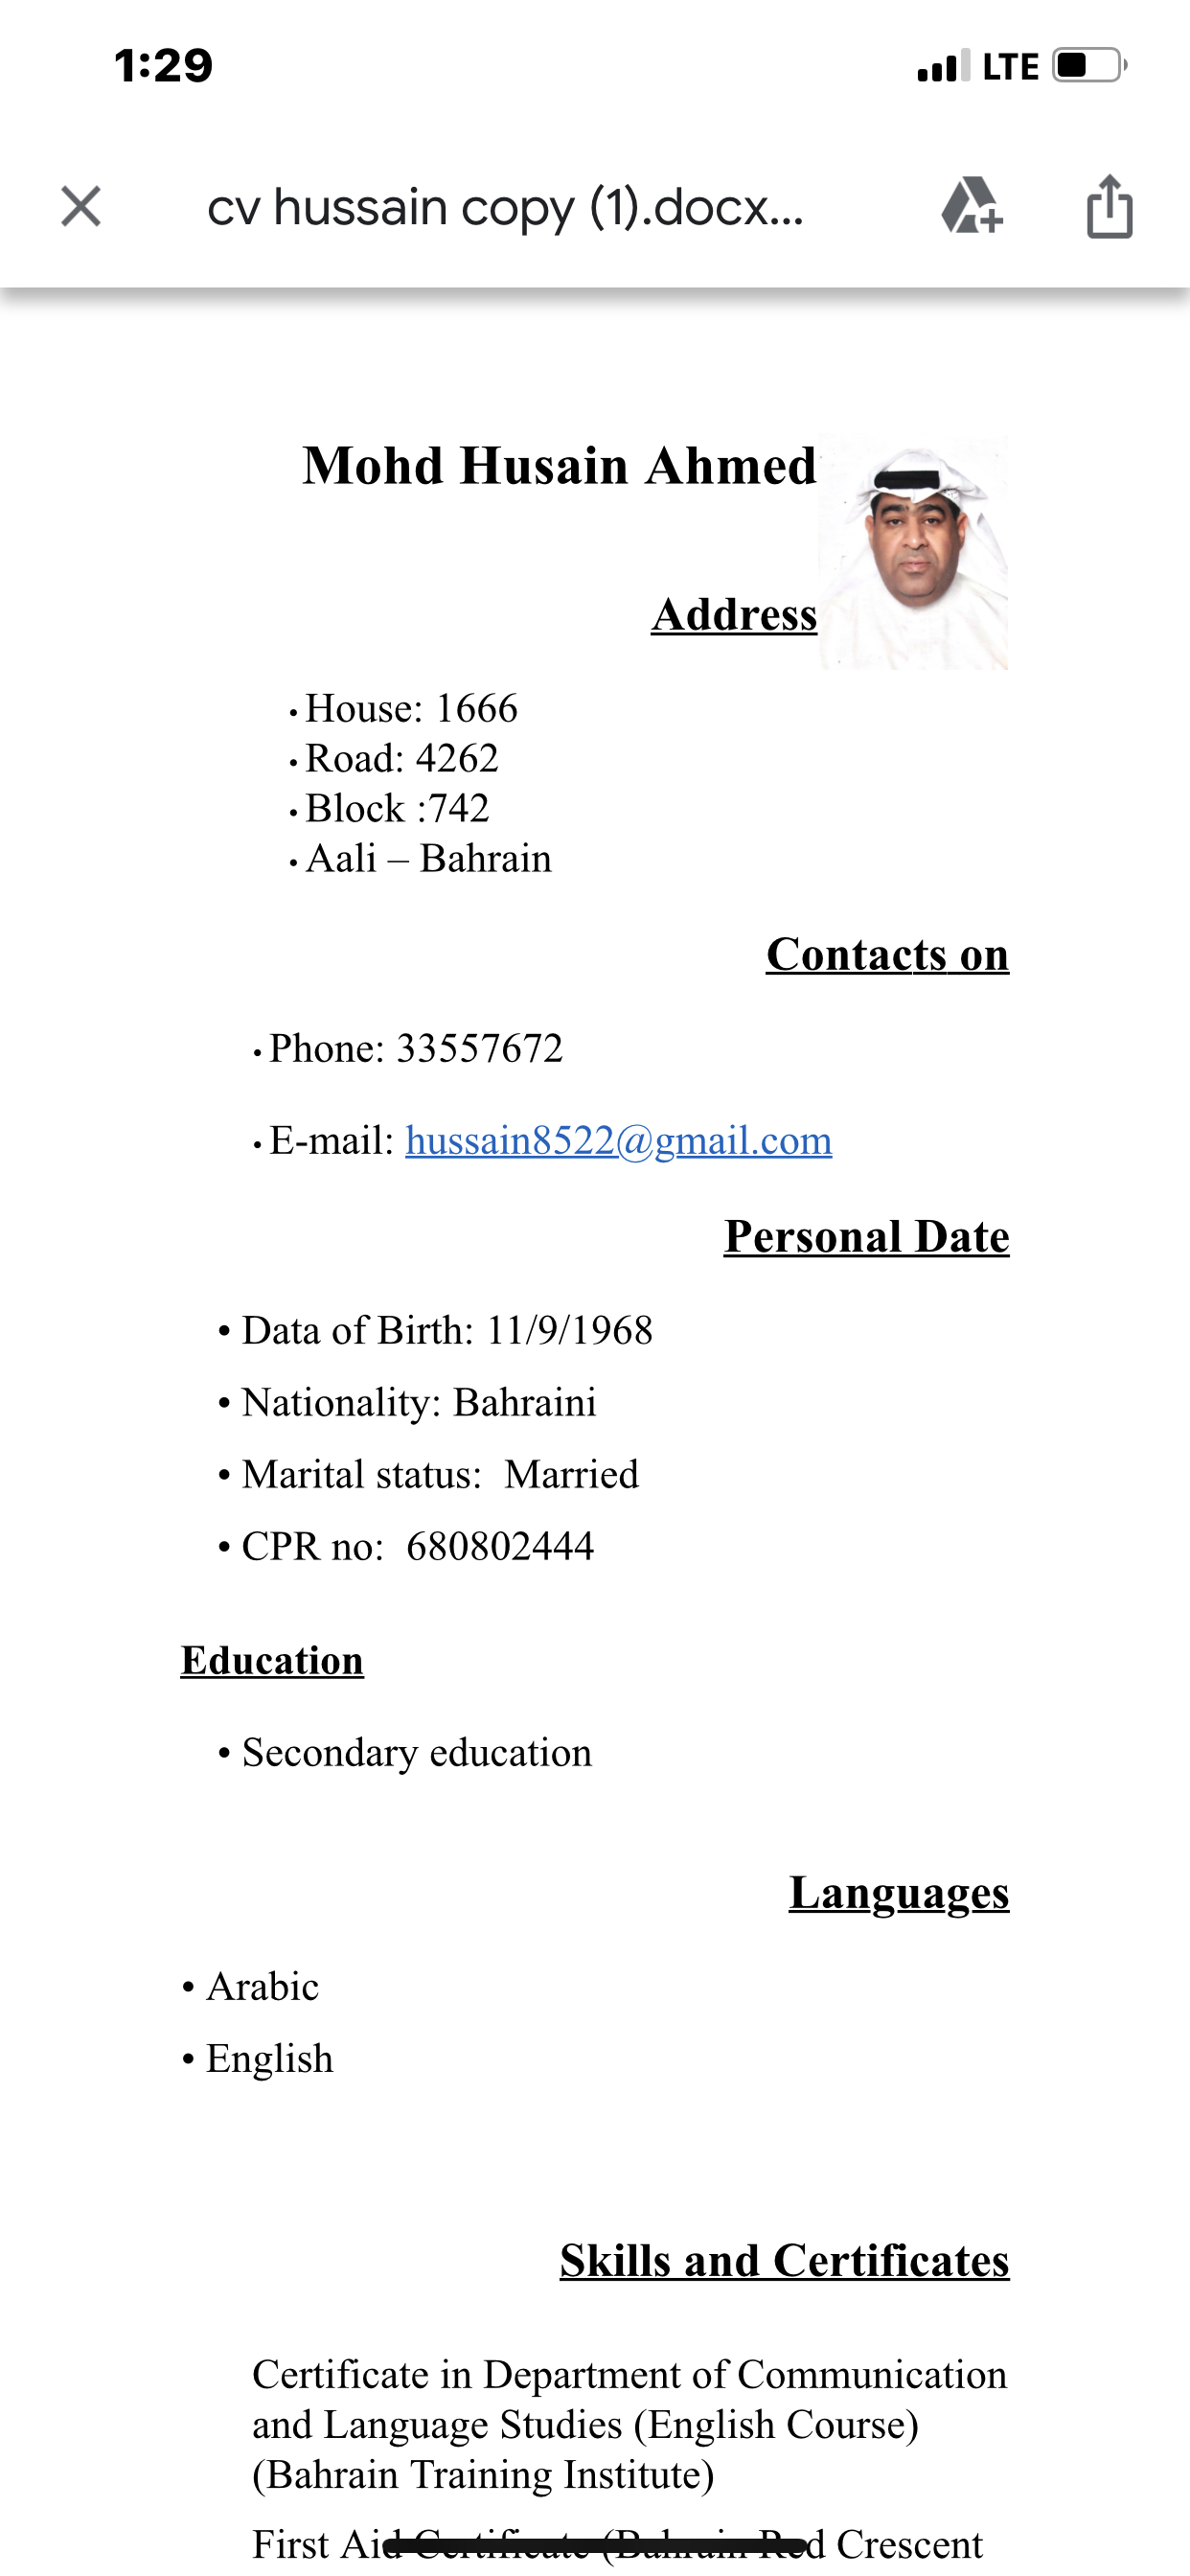 1:29
LTE
cv hussain copy (1).docx...
Mohd Husain Ahmed
Address
• House: 1666
• Road: 4262
• Block :742
• Aali – Bahrain
Contacts on
• Phone: 33557672
• E-mail: hussain8522@gmail.com
Personal Date
• Data of Birth: 11/9/1968
• Nationality: Bahraini
• Marital status:  Married
• CPR no:  680802444
Education
• Secondary education
Languages
• Arabic
• English
Skills and Certificates
Certificate in Department of Communication
and Language Studies (English Course)
(Bahrain Training Institute)
First Aid Certificate (Bahrain Red Crescent